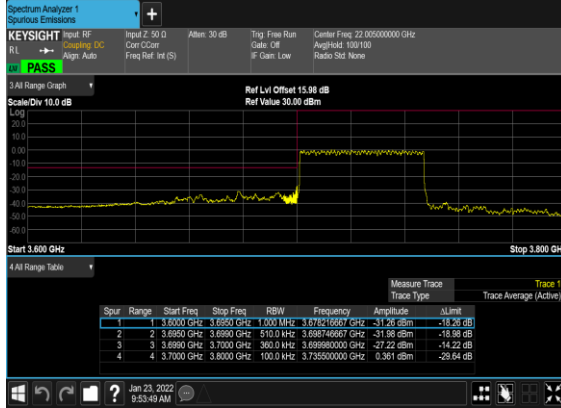 Spectrum Analyzer 1
Spurious Emissions
+
KEYSIGHT Input: RF Input Z: 50 Ω Atten: 30 dB Trig: Free Run Center Freq: 22.005000000 GHz
RL Coupling: DC Corr CCorr Gate: Off Avg|Hold: 100/100
Align: Auto Freq Ref: Int (S) IF Gain: Low Radio Std: None
PASS
3 All Range Graph Ref Lvl Offset 15.98 dB
Scale/Div 10.0 dB Ref Value 30.00 dBm
Log
20.0
10.0
0.00
-10.0
-20.0
-30.0
-40.0
-50.0
-60.0
Start 3.600 GHz Stop 3.800 GH
4 All Range Table
Measure Trace Trace 1
Trace Type Trace Average (Active)
Spur Range Start Freq Stop Freq RBW Frequency Amplitude ΔLimit
1 1 3.6000 GHz 3.6950 GHz 1.000 MHz 3.678216667 GHz -31.26 dBm -18.26 dB
2 2 3.6950 GHz 3.6990 GHz 510.0 kHz 3.698746667 GHz -31.98 dBm -18.98 dB
3 3 3.6990 GHz 3.7000 GHz 360.0 kHz 3.699980000 GHz -27.22 dBm -14.22 dB
4 4 3.7000 GHz 3.8000 GHz 100.0 kHz 3.735500000 GHz 0.361 dBm -29.64 dB
? Jan 23, 2022
9:53:49 AM